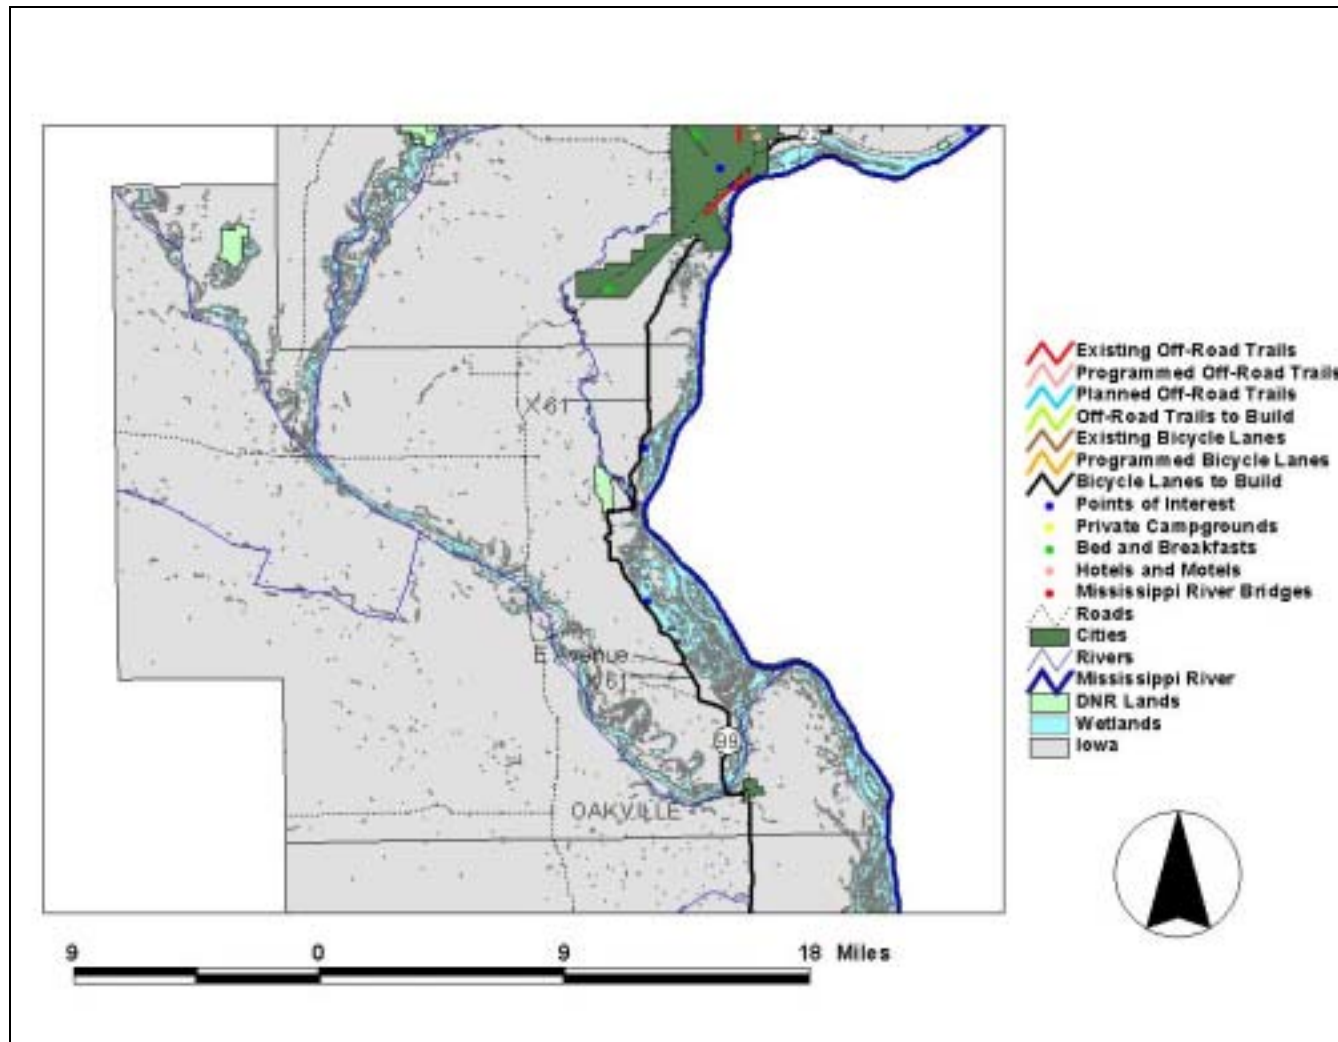 X 61
E Avenue
X 61
99
OAKVILLE
Existing Off-Road Trails
Programmed Off-Road Trails
Planned Off-Road Trails
Off-Road Trails to Build
Existing Bicycle Lanes
Programmed Bicycle Lanes
Bicycle Lanes to Build
Points of Interest
Private Campgrounds
Bed and Breakfasts
Hotels and Motels
Mississippi River Bridges
Roads
Cities
Rivers
Mississippi River
DNR Lands
Wetlands
Iowa
9 0 9 18 Miles